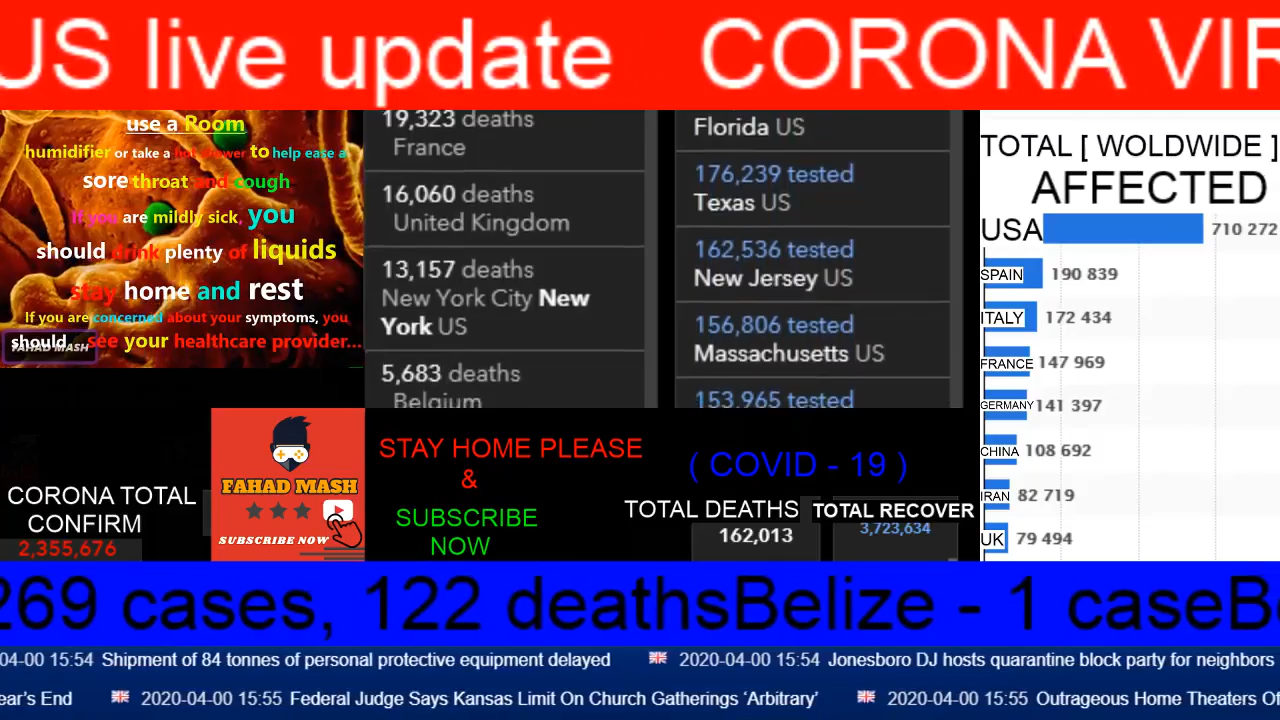 US live update CORONA VIR
use a Room
humidifier or take a hot shower to help ease a
sore throat and cough
If you are mildly sick, you
should drink plenty of liquids
stay home and rest
If you are concerned about your symptoms, you
should... see your healthcare provider...
FAHAD MASH
19,323 deaths
France
16,060 deaths
United Kingdom
13,157 deaths
New York City New
York US
5,683 deaths
Belgium
Florida US
176,239 tested
Texas US
162,536 tested
New Jersey US
156,806 tested
Massachusetts US
153,965 tested
TOTAL [ WOLDWIDE ]
AFFECTED
USA 710 272
SPAIN 190 839
ITALY 172 434
FRANCE 147 969
GERMANY 141 397
CHINA 108 692
IRAN 82 719
UK 79 494
CORONA TOTAL
CONFIRM
2,355,676
FAHAD MASH
SUBSCRIBE NOW
STAY HOME PLEASE
&
SUBSCRIBE
NOW
( COVID - 19 )
TOTAL DEATHS
162,013
TOTAL RECOVER
3,723,634
269 cases, 122 deathsBelize - 1 caseB
04-00 15:54 Shipment of 84 tonnes of personal protective equipment delayed 2020-04-00 15:54 Jonesboro DJ hosts quarantine block party for neighbors
ear's End 2020-04-00 15:55 Federal Judge Says Kansas Limit On Church Gatherings 'Arbitrary' 2020-04-00 15:55 Outrageous Home Theaters Of